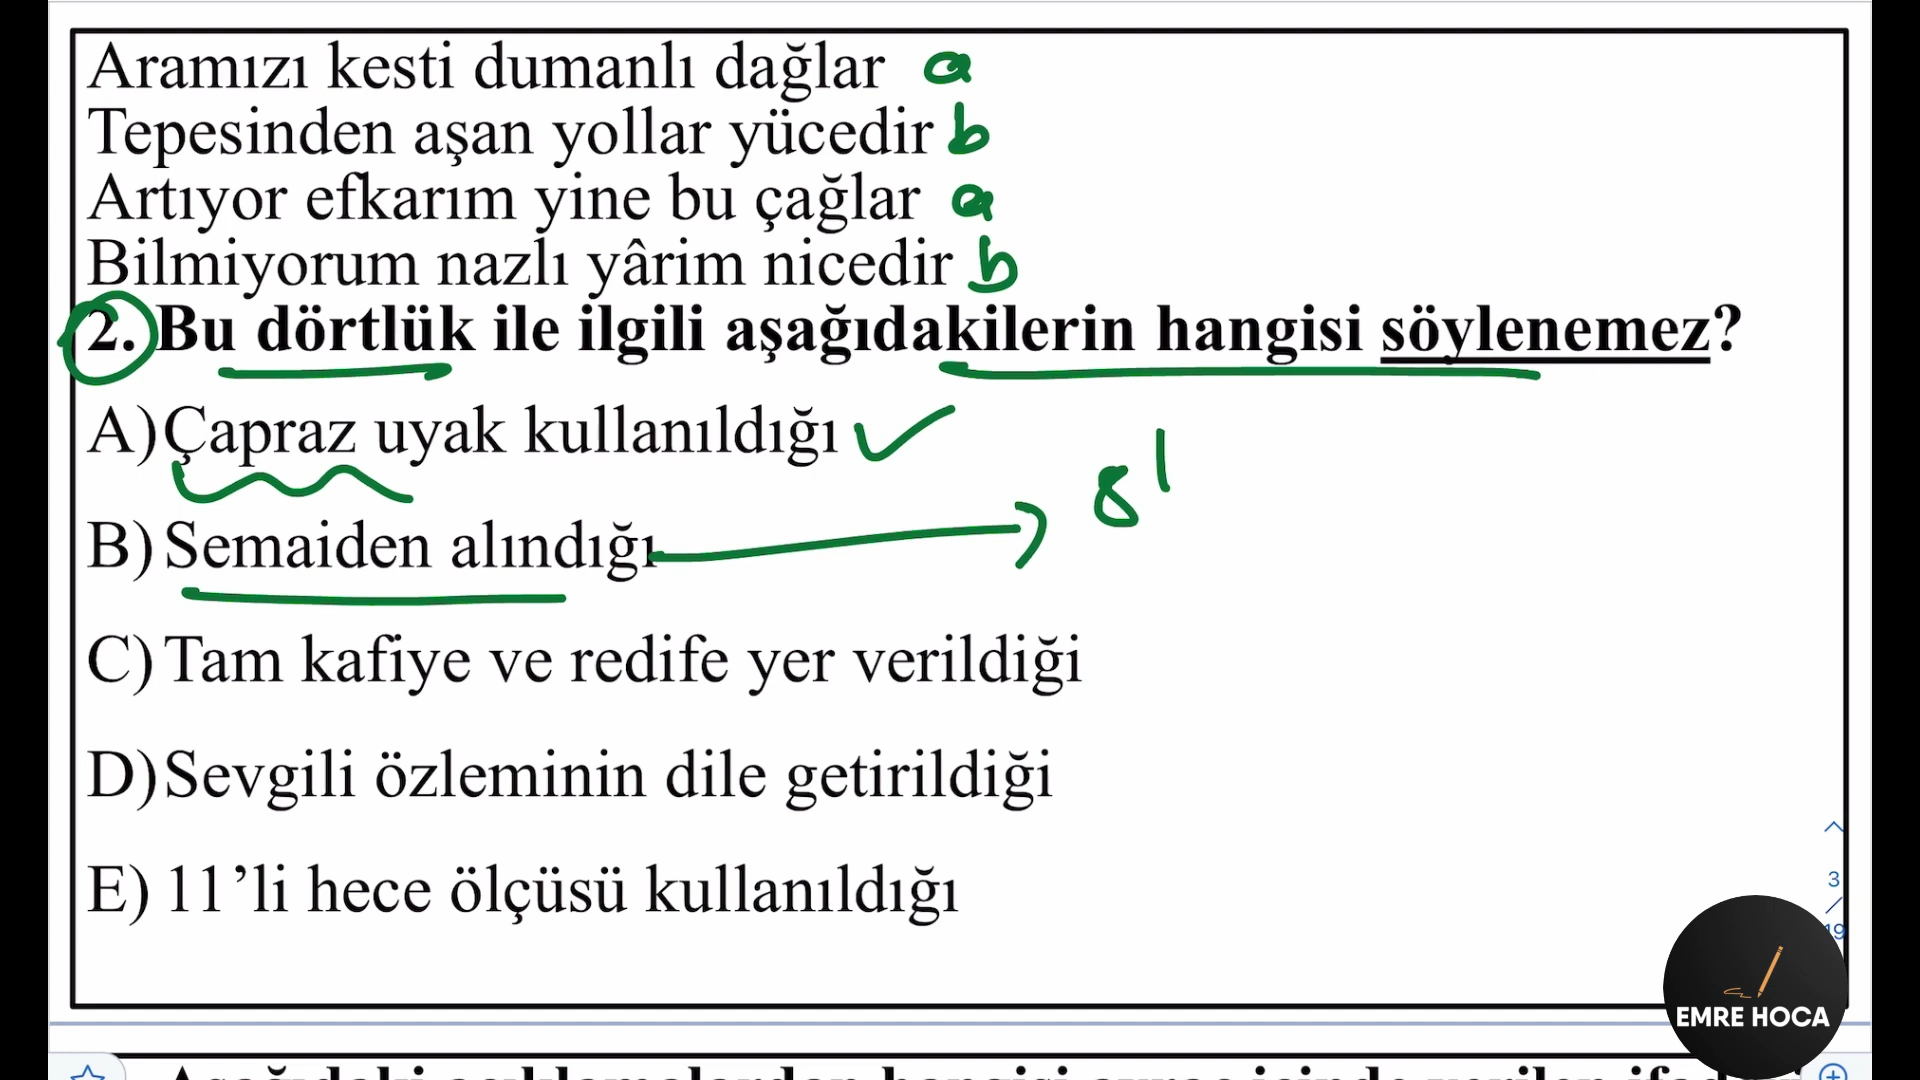 Aramızı kesti dumanlı dağlar a
Tepesinden aşan yollar yücedir b
Artıyor efkarım yine bu çağlar a
Bilmiyorum nazlı yârim nicedir b
2. Bu dörtlük ile ilgili aşağıdakilerin hangisi söylenemez?
A) Çapraz uyak kullanıldığı
8'
B) Semaiden alındığı
C) Tam kafiye ve redife yer verildiği
D) Sevgili özleminin dile getirildiği
E) 11’li hece ölçüsü kullanıldığı
3
/
19
EMRE HOCA